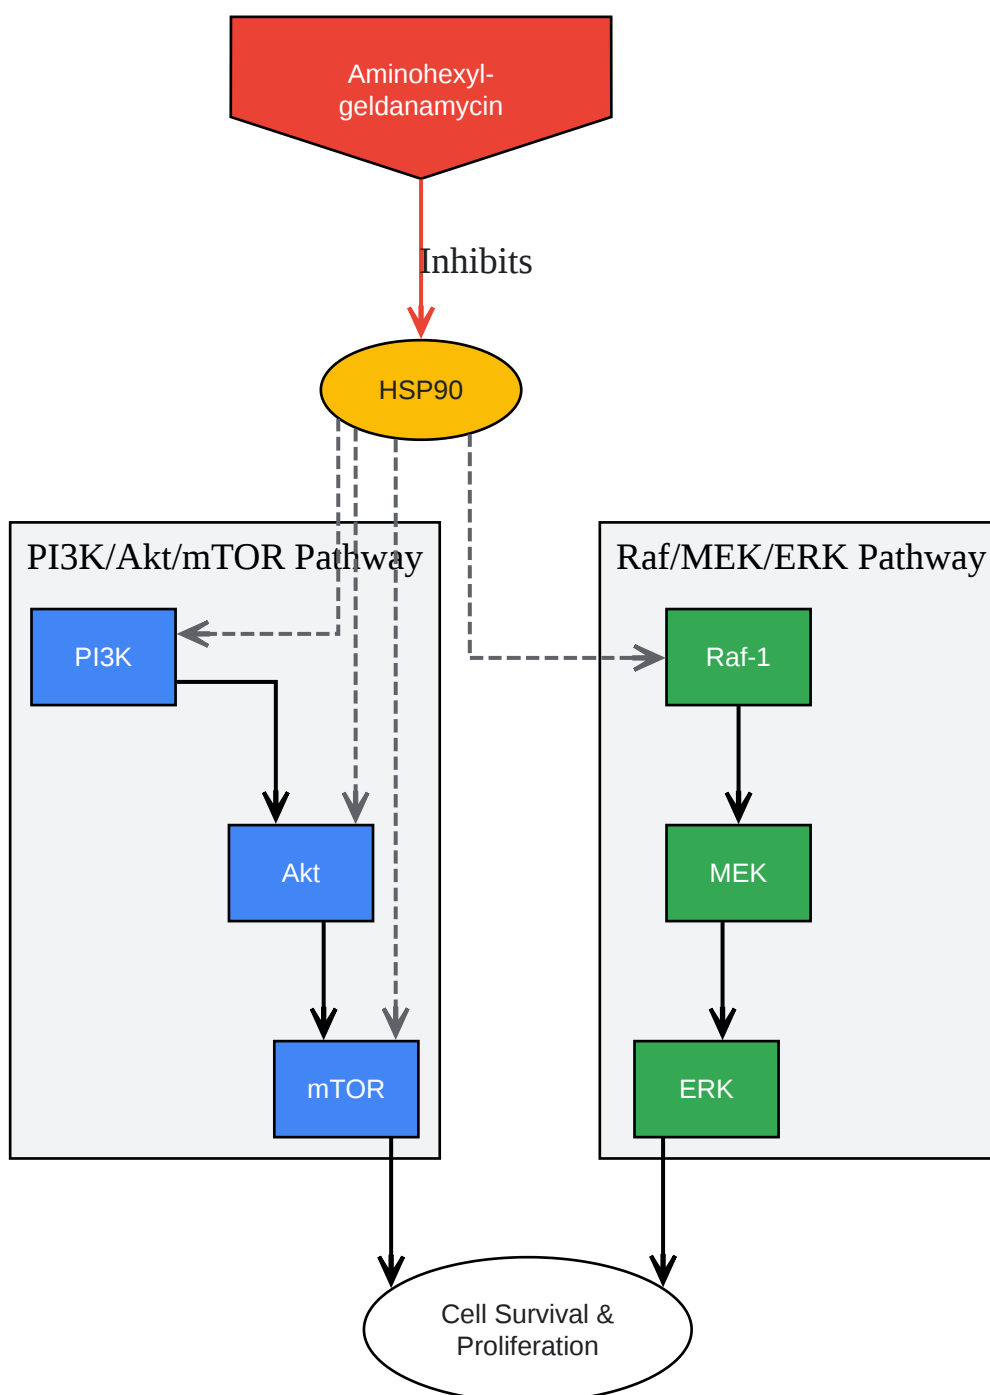 Aminohexyl-
geldanamycin
Inhibits
HSP90
PI3K/Akt/mTOR Pathway
Raf/MEK/ERK Pathway
PI3K
Raf-1
Akt
MEK
mTOR
ERK
Cell Survival &
Proliferation